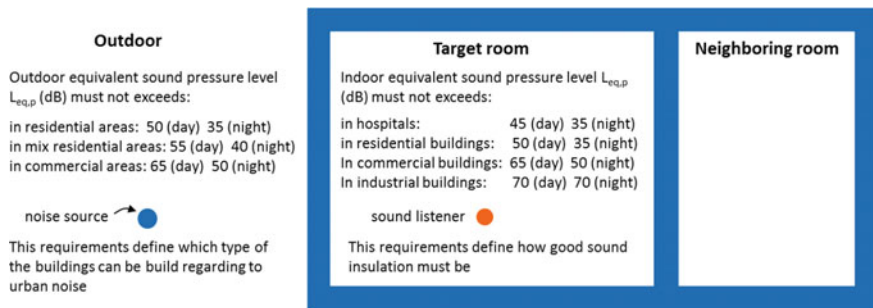 Outdoor
Outdoor equivalent sound pressure level
Leq,p (dB) must not exceeds:
in residential areas: 50 (day) 35 (night)
in mix residential areas: 55 (day) 40 (night)
in commercial areas: 65 (day) 50 (night)
noise source
This requirements define which type of
the buildings can be build regarding to
urban noise
Target room
Indoor equivalent sound pressure level Leq,p
(dB) must not exceeds:
in hospitals: 45 (day) 35 (night)
in residential buildings: 50 (day) 35 (night)
In commercial buildings: 65 (day) 50 (night)
In industrial buildings: 70 (day) 70 (night)
sound listener
This requirements define how good sound
insulation must be
Neighboring room